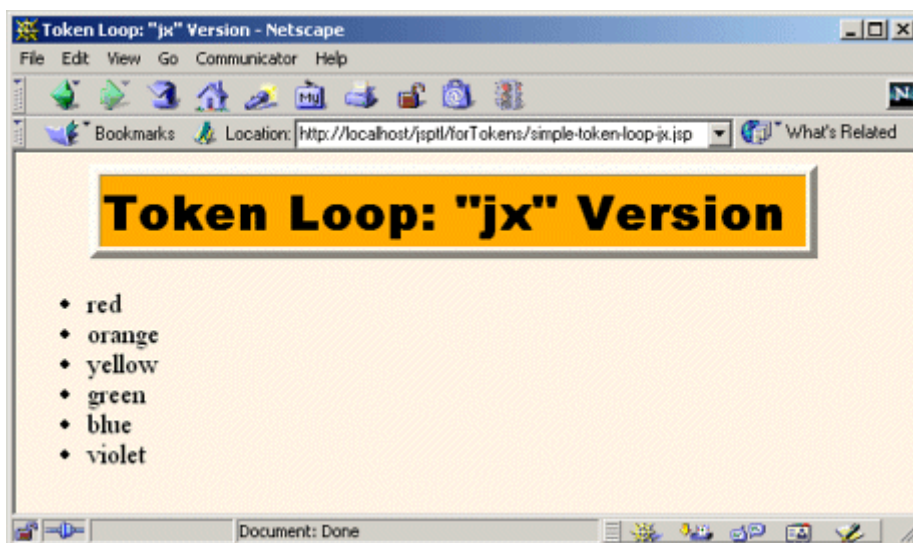 Token Loop: "jx" Version - Netscape
File Edit View Go Communicator Help
My
N
Bookmarks Location: http://localhost/jsptl/forTokens/simple-token-loop-jx.jsp What's Related
Token Loop: "jx" Version
red
orange
yellow
green
blue
violet
Document: Done